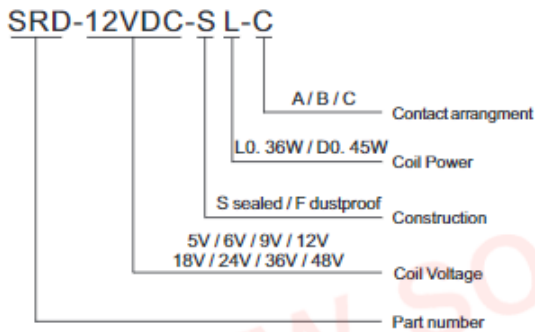 SRD-12VDC-S L-C
A / B / C
Contact arrangment
L0. 36W / D0. 45W
Coil Power
S sealed / F dustproof
Construction
5V / 6V / 9V / 12V
18V / 24V / 36V / 48V
Coil Voltage
Part number